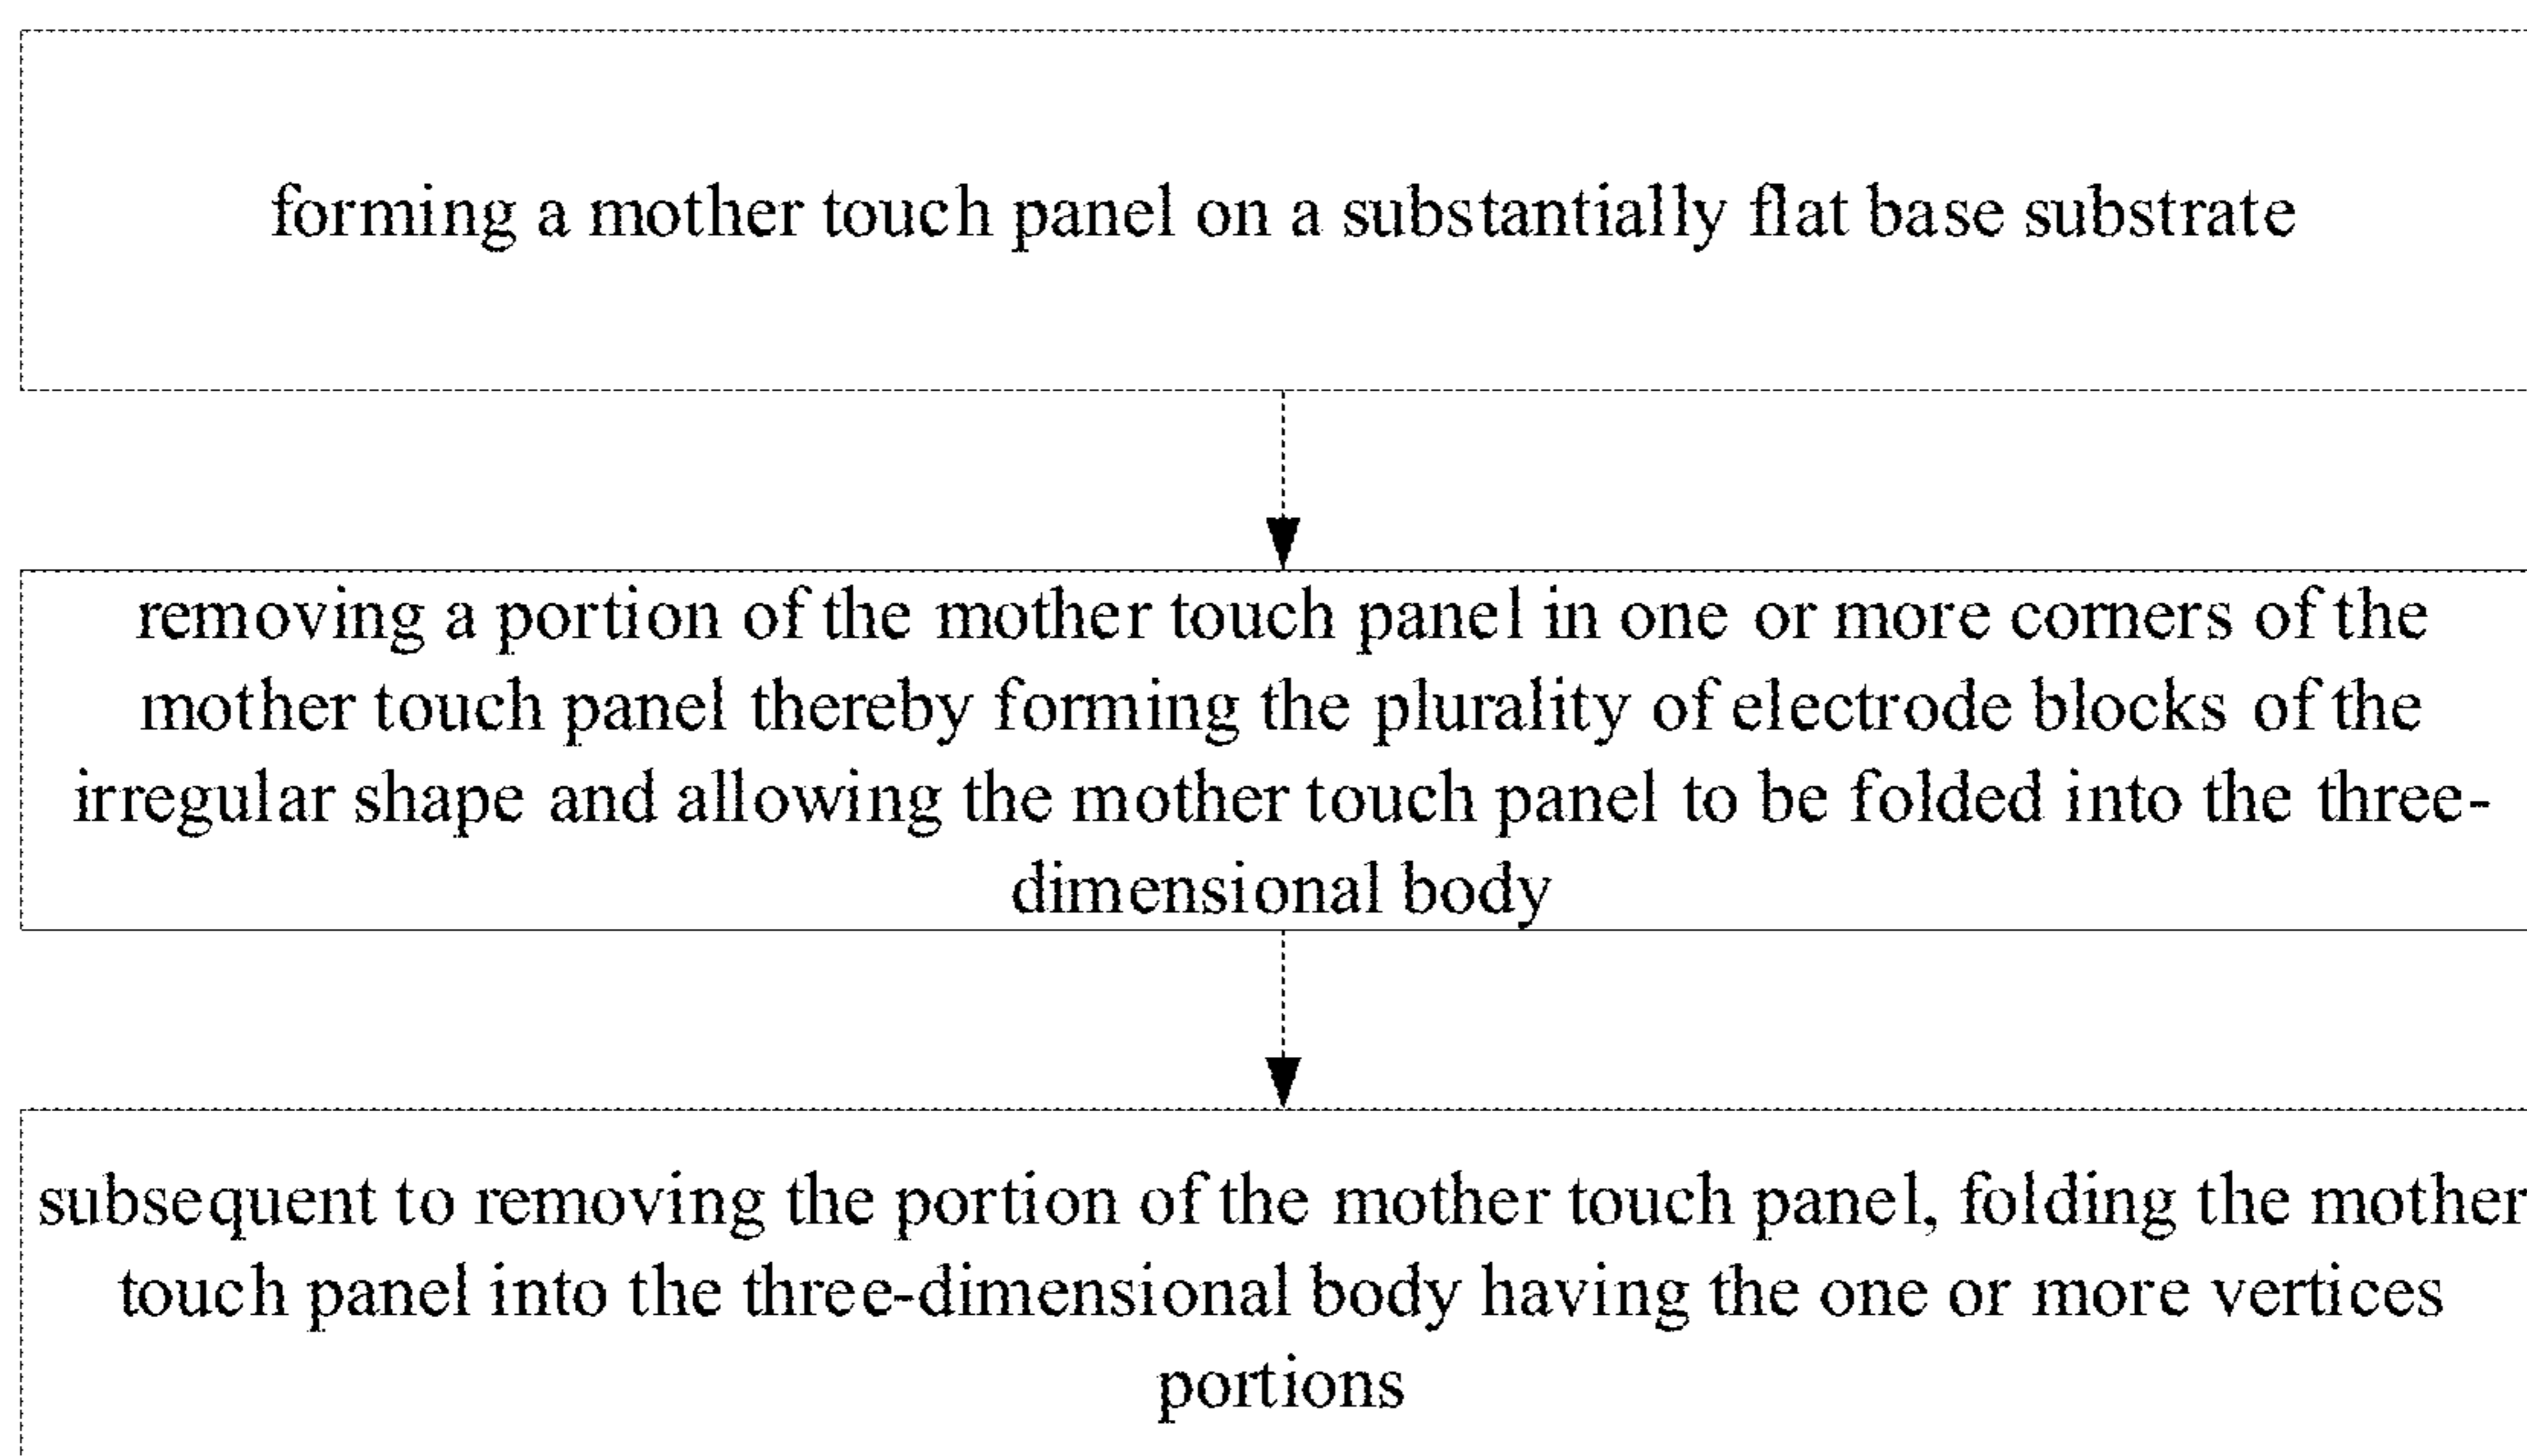 forming a mother touch panel on a substantially flat base substrate
removing a portion of the mother touch panel in one or more corners of the
mother touch panel thereby forming the plurality of electrode blocks of the
irregular shape and allowing the mother touch panel to be folded into the three-
dimensional body
subsequent to removing the portion of the mother touch panel, folding the mother
touch panel into the three-dimensional body having the one or more vertices
portions